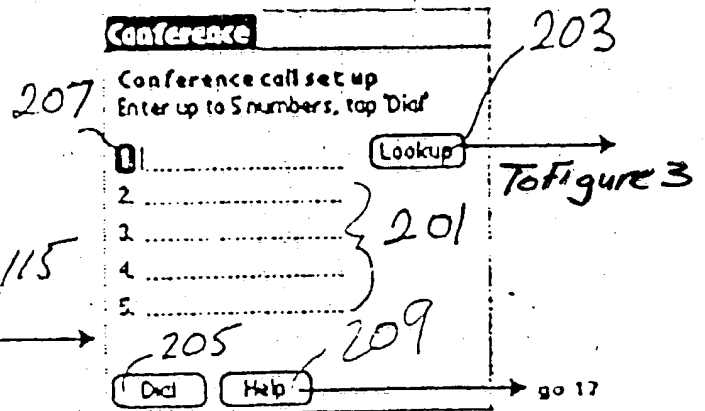 Conference
203
Conference call set up
207
Enter up to 5 numbers, tap 'Dial'
1.
Lookup
To Figure 3
2.
3.
201
4.
115
5.
205
209
Dial
Help
go 17